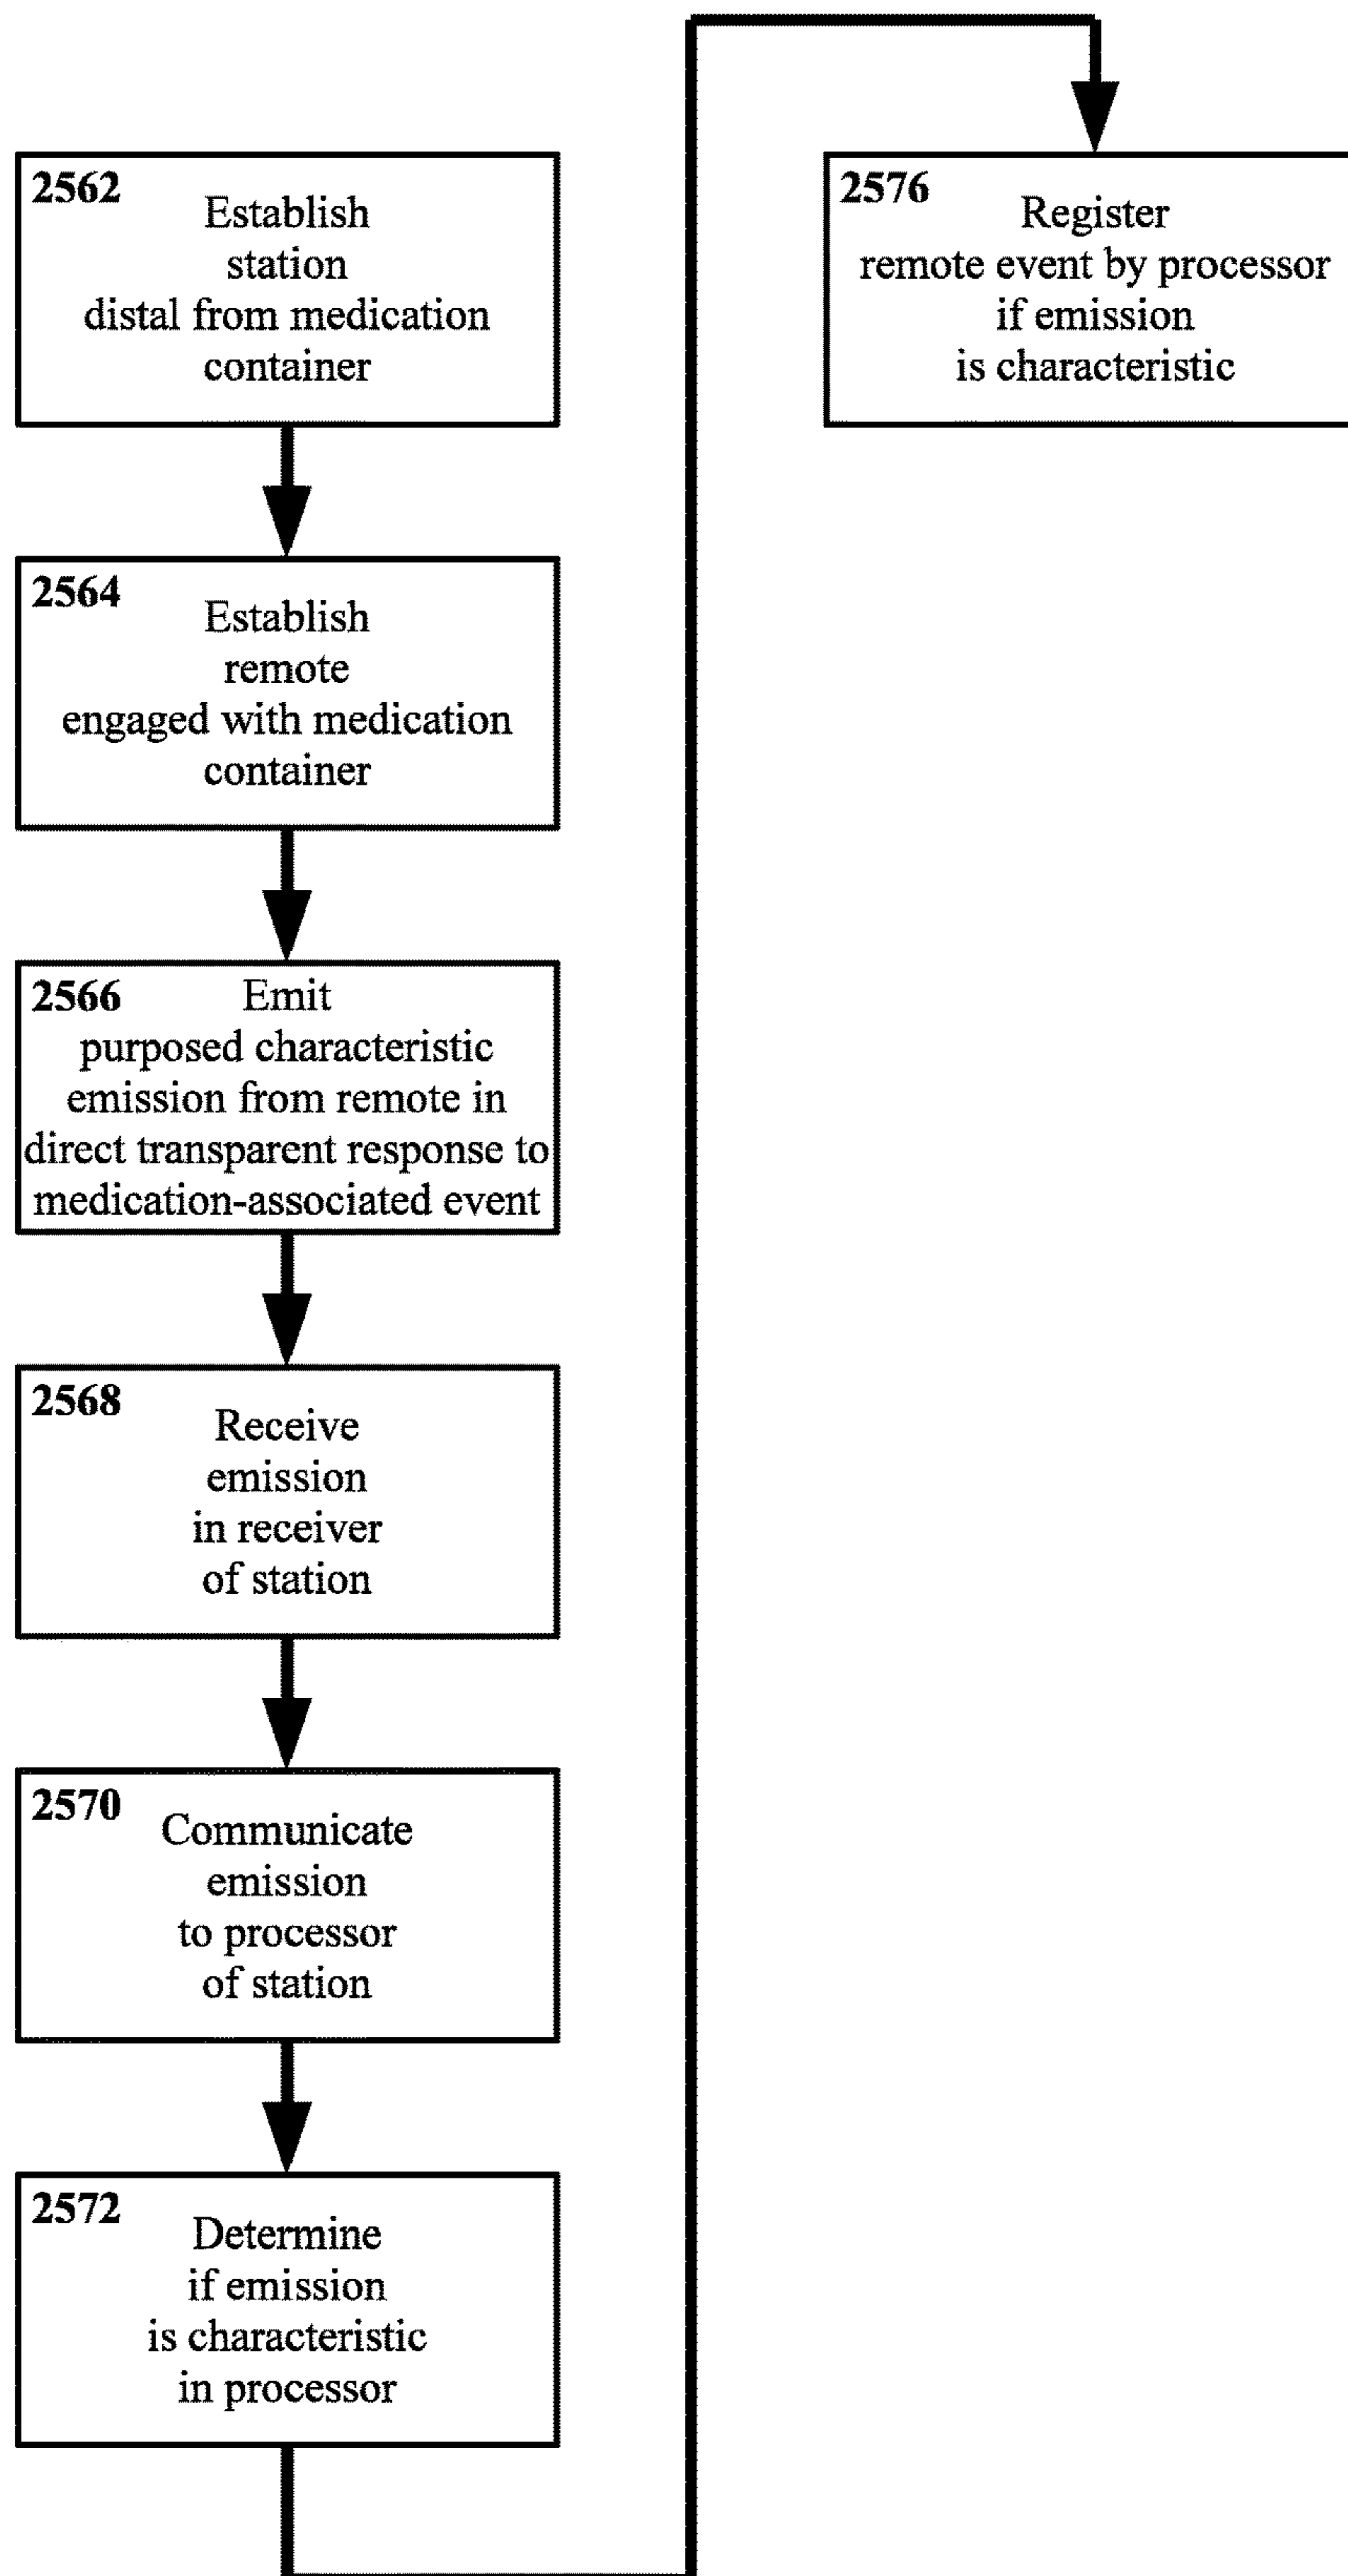 2562
Establish
station
distal from medication
container
2564
Establish
remote
engaged with medication
container
2566 Emit
purposed characteristic
emission from remote in
direct transparent response to
medication-associated event
2568
Receive
emission
in receiver
of station
2570
Communicate
emission
to processor
of station
2572
Determine
if emission
is characteristic
in processor
2576
Register
remote event by processor
if emission
is characteristic